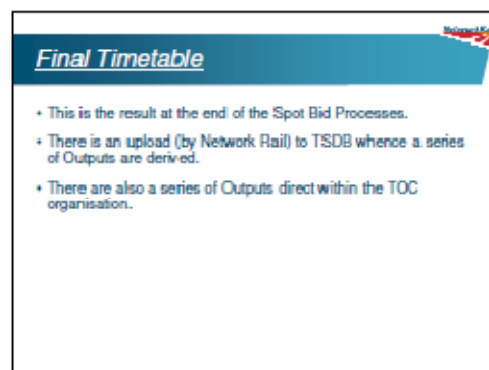 Final Timetable
• This is the result at the end of the Spot Bid Processes.
• There is an upload (by Network Rail) to TSDB whence a series
of Outputs are derived.
• There are also a series of Outputs direct within the TOC
organisation.